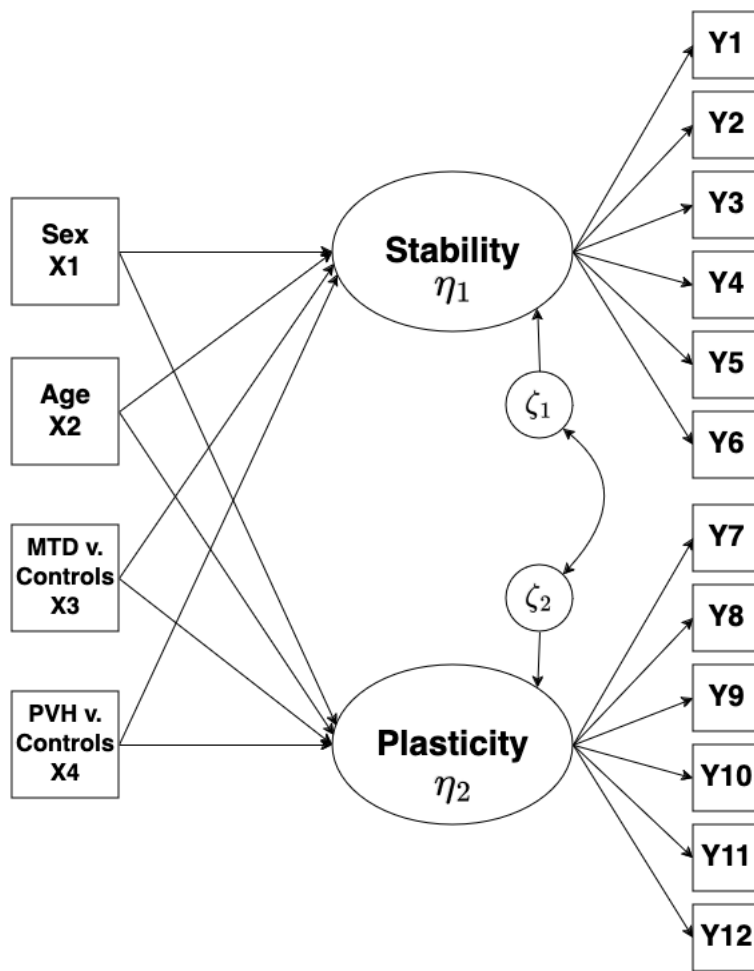 Sex
X1
Age
X2
MTD v.
Controls
X3
PVH v.
Controls
X4
Stability
η₁
ζ₁
ζ₂
Plasticity
η₂
Y1
Y2
Y3
Y4
Y5
Y6
Y7
Y8
Y9
Y10
Y11
Y12